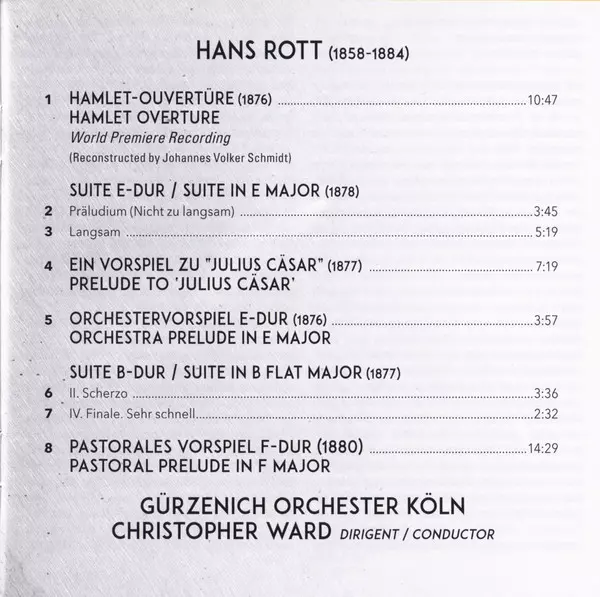 HANS ROTT (1858-1884)
1 HAMLET-OUVERTÜRE (1876) 10:47
HAMLET OVERTURE
World Premiere Recording
(Reconstructed by Johannes Volker Schmidt)
SUITE E-DUR / SUITE IN E MAJOR (1878)
2 Präludium (Nicht zu langsam) 3:45
3 Langsam 5:19
4 EIN VORSPIEL ZU "JULIUS CÄSAR" (1877) 7:19
PRELUDE TO 'JULIUS CÄSAR'
5 ORCHESTERVORSPIEL E-DUR (1876) 3:57
ORCHESTRA PRELUDE IN E MAJOR
SUITE B-DUR / SUITE IN B FLAT MAJOR (1877)
6 II. Scherzo 3:36
7 IV. Finale. Sehr schnell 2:32
8 PASTORALES VORSPIEL F-DUR (1880) 14:29
PASTORAL PRELUDE IN F MAJOR
GÜRZENICH ORCHESTER KÖLN
CHRISTOPHER WARD DIRIGENT / CONDUCTOR